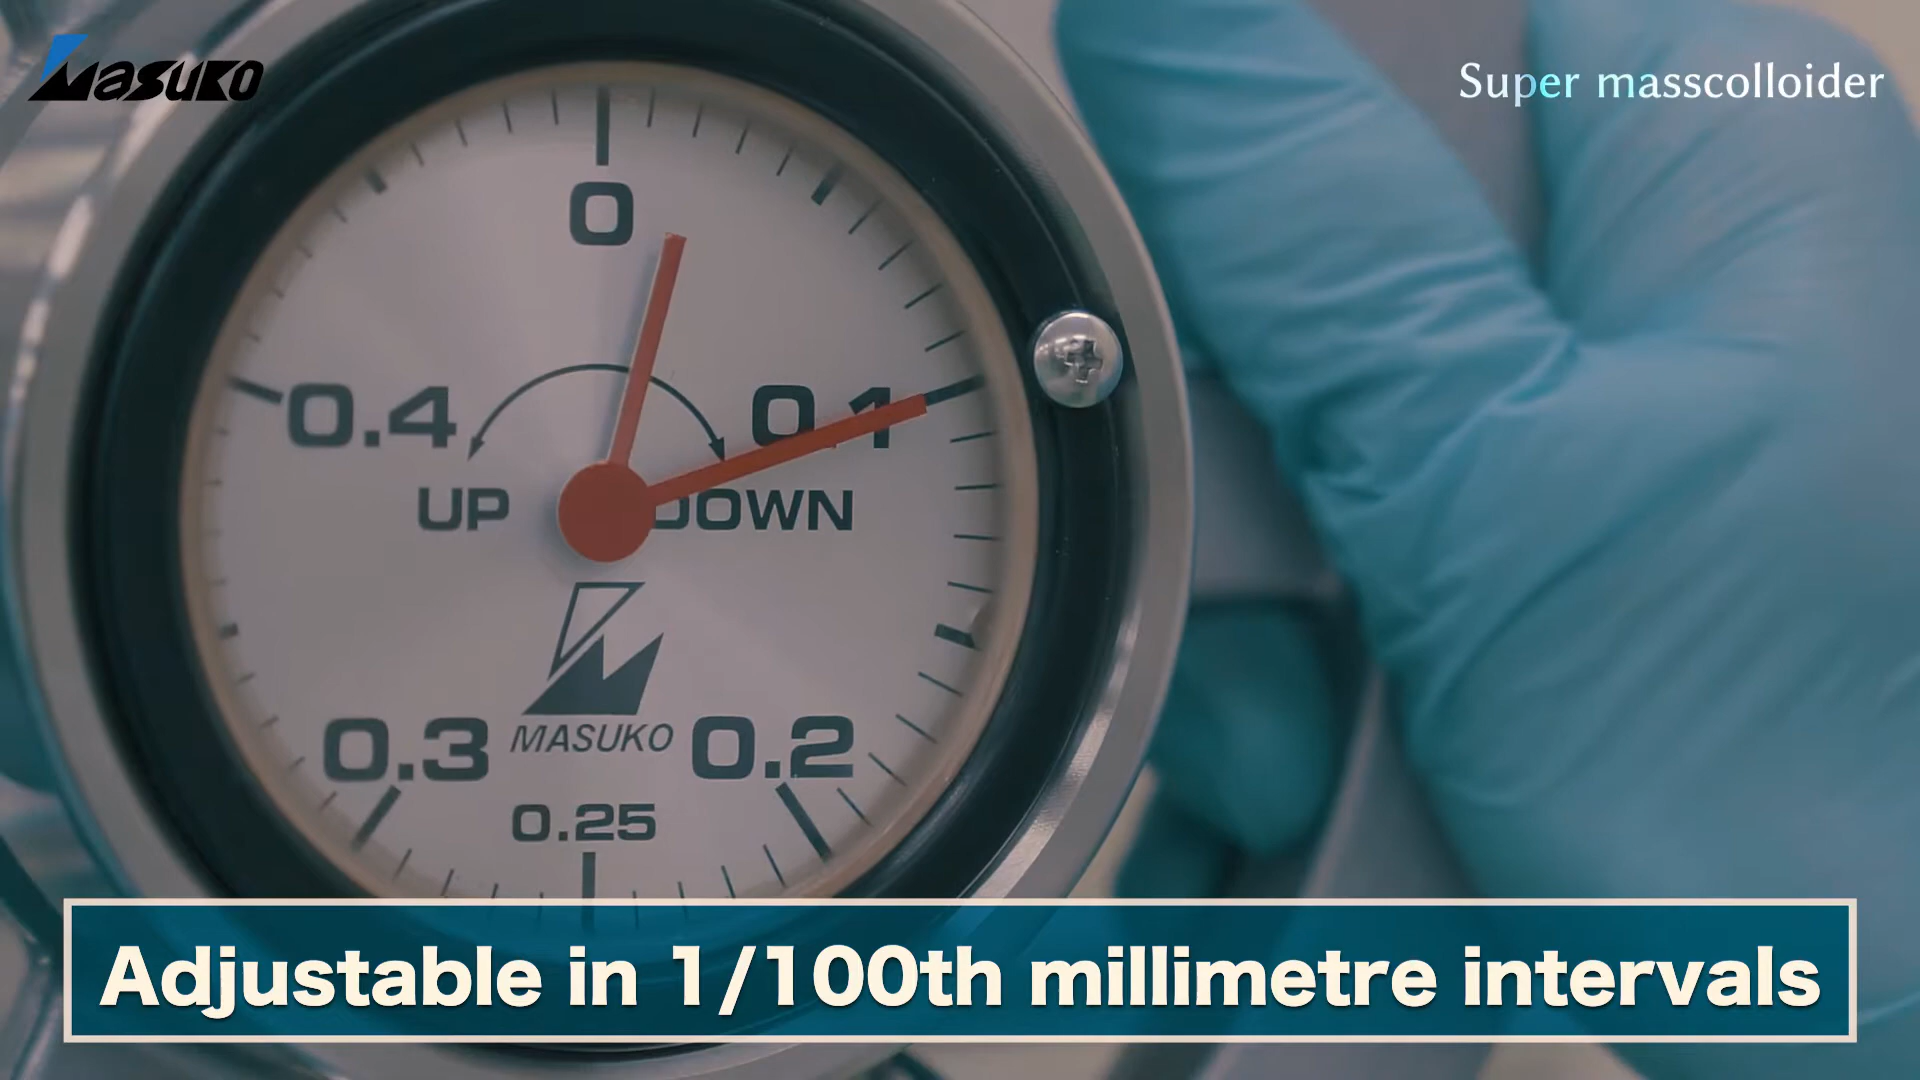 Masuko
Super masscolloider
0
0.4
0.1
UP
DOWN
MASUKO
0.3
0.2
0.25
Adjustable in 1/100th millimetre intervals